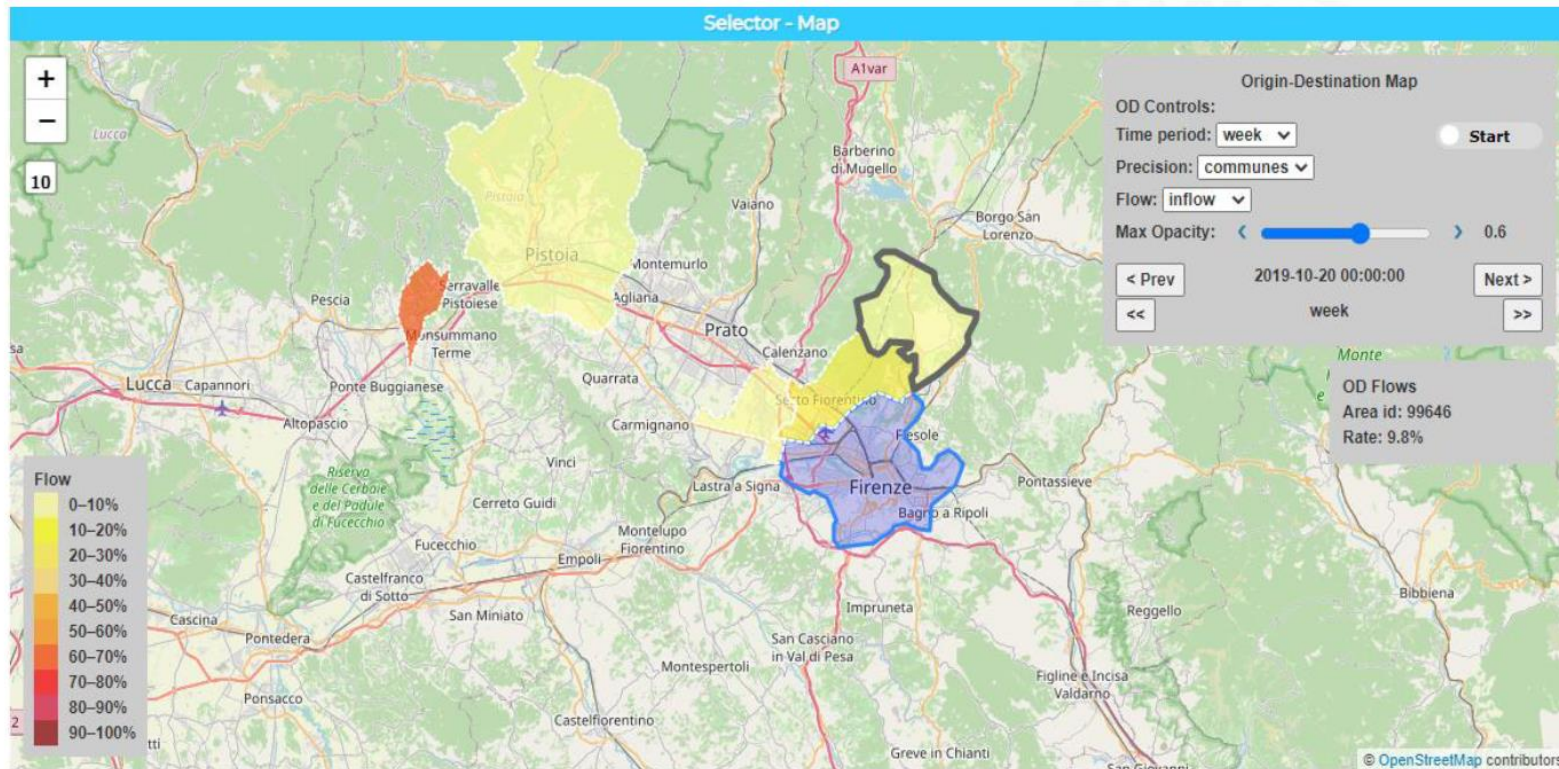 Selector - Map
+
−
10
Origin-Destination Map
OD Controls:
Time period: week
Start
Precision: communes
Flow: inflow
Max Opacity: 0.6
< Prev
2019-10-20 00:00:00
Next >
<<
week
>>
OD Flows
Area id: 99646
Rate: 9.8%
Flow
0–10%
10–20%
20–30%
30–40%
40–50%
50–60%
60–70%
70–80%
80–90%
90–100%
A1var
Lucca
Barberino
di Mugello
Pistoia
Vaiano
Borgo San
Lorenzo
Pistoia
Montemurlo
Pescia
Serravalle
Pistoiese
Agliana
Prato
Monsummano
Terme
Calenzano
Monte
Lucca
Capannori
Ponte Buggianese
Quarrata
Sesto Fiorentino
Altopascio
Carmignano
Fiesole
Vinci
Riserva
delle Cerbaie
e del Padule
di Fucecchio
Lastra a Signa
Firenze
Pontassieve
Cerreto Guidi
Bagno a Ripoli
Montelupo
Fiorentino
Fucecchio
Empoli
Castelfranco
di Sotto
Impruneta
Reggello
Bibbiena
Cascina
San Miniato
Pontedera
San Casciano
in Val di Pesa
Montespertoli
Figline e Incisa
Valdarno
Ponsacco
2
Castelfiorentino
Greve in Chianti
© OpenStreetMap contributors